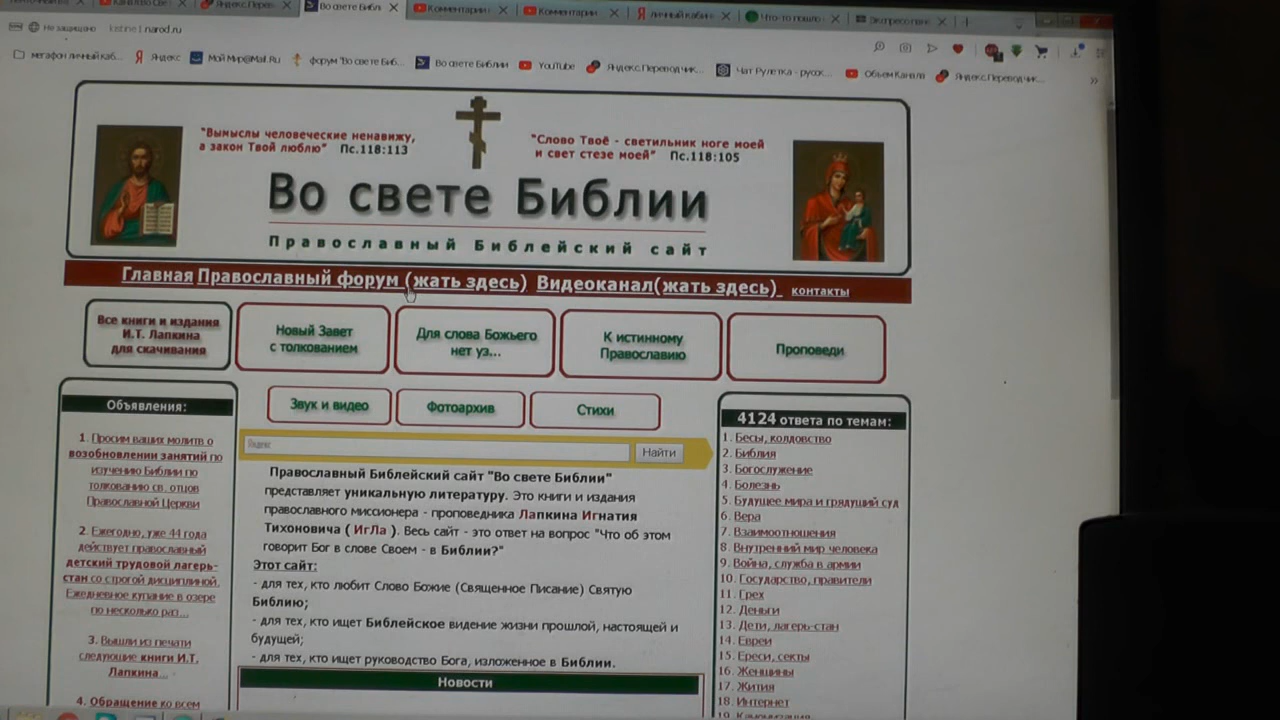 Яндекс.Перев
Во свете Библ
Комментарии
Комментарии
личный кабин
Что-то пошло
Не защищено
.narod.ru
мегафон личный каб...
Яндекс
Мой Мир@Mail.Ru
форум "Во свете Биб...
Во свете Библии
YouTube
Яндекс.Переводчик...
Чат Рулетка - русск...
Объем Канала
Яндекс.Переводчик...
"Вымыслы человеческие ненавижу,
а закон Твой люблю" Пс.118:113
"Слово Твоё - светильник ноге моей
и свет стезе моей" Пс.118:105
Во свете Библии
Православный Библейский сайт
Главная Православный форум (жать здесь) Видеоканал(жать здесь) контакты
Все книги и издания
И.Т. Лапкина
для скачивания
Новый Завет
с толкованием
Для слова Божьего
нет уз...
К истинному
Православию
Проповеди
Звук и видео
Фотоархив
Стихи
Объявления:
1. Просим ваших молитв о
возобновлении занятий по
изучению Библии по
толкованию св. отцов
Православной Церкви
2. Ежегодно, уже 44 года
действует православный
детский трудовой лагерь-
стан со строгой дисциплиной.
Ежедневное купание в озере
по несколько раз...
3. Вышли из печати
следующие книги И.Т.
Лапкина...
4. Обращение ко всем
Яндекс
Найти
Православный Библейский сайт "Во свете Библии"
представляет уникальную литературу. Это книги и издания
православного миссионера - проповедника Лапкина Игнатия
Тихоновича ( ИгЛа ). Весь сайт - это ответ на вопрос "Что об этом
говорит Бог в слове Своем - в Библии?"
Этот сайт:
- для тех, кто любит Слово Божие (Священное Писание) Святую
Библию;
- для тех, кто ищет Библейское видение жизни прошлой, настоящей и
будущей;
- для тех, кто ищет руководство Бога, изложенное в Библии.
Новости
4124 ответа по темам:
1. Бесы, колдовство
2. Библия
3. Богослужение
4. Болезнь
5. Будущее мира и грядущий суд
6. Вера
7. Взаимоотношения
8. Внутренний мир человека
9. Война, служба в армии
10. Государство, правители
11. Грех
12. Деньги
13. Дети, лагерь-стан
14. Евреи
15. Ереси, секты
16. Женщины
17. Жития
18. Интернет
19. Канонизация